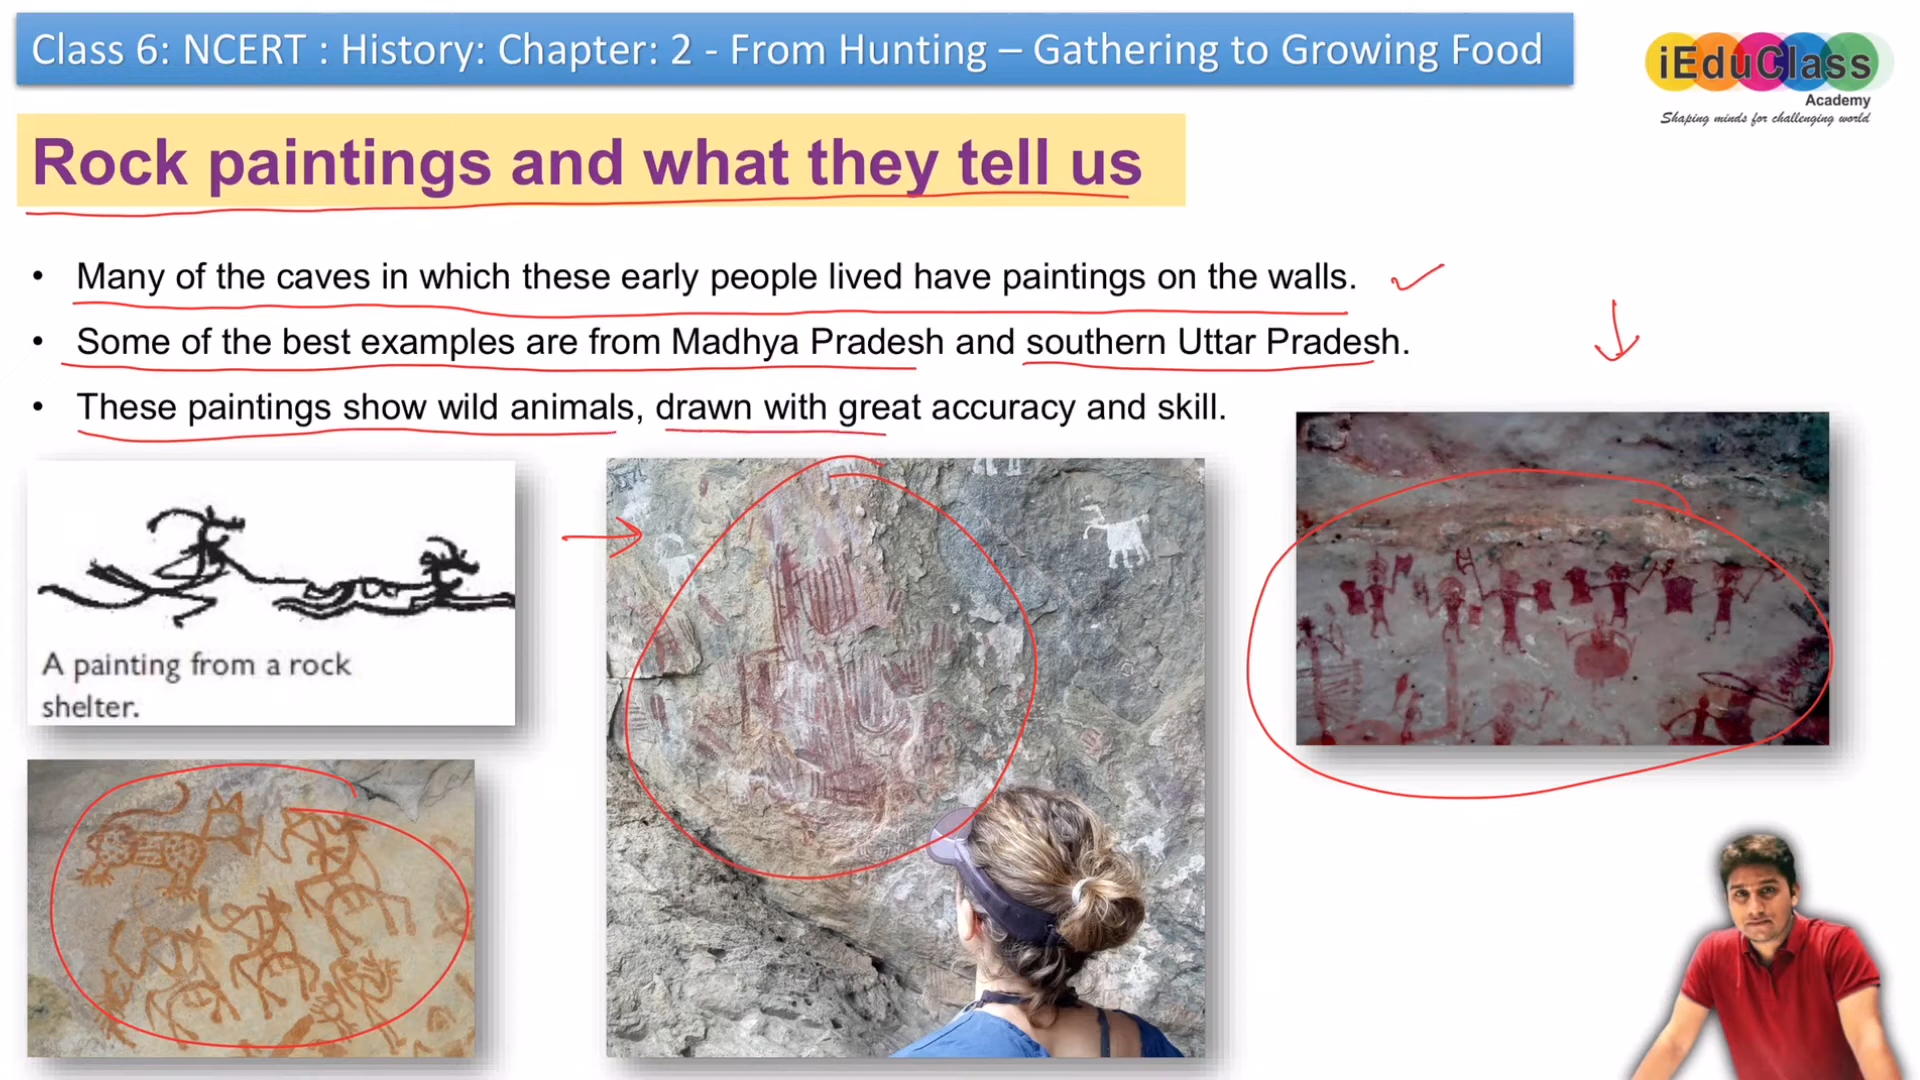 Class 6: NCERT : History: Chapter: 2 - From Hunting – Gathering to Growing Food
iEduClass
Academy
Shaping minds for challenging world
Rock paintings and what they tell us
• Many of the caves in which these early people lived have paintings on the walls.
• Some of the best examples are from Madhya Pradesh and southern Uttar Pradesh.
• These paintings show wild animals, drawn with great accuracy and skill.
A painting from a rock
shelter.